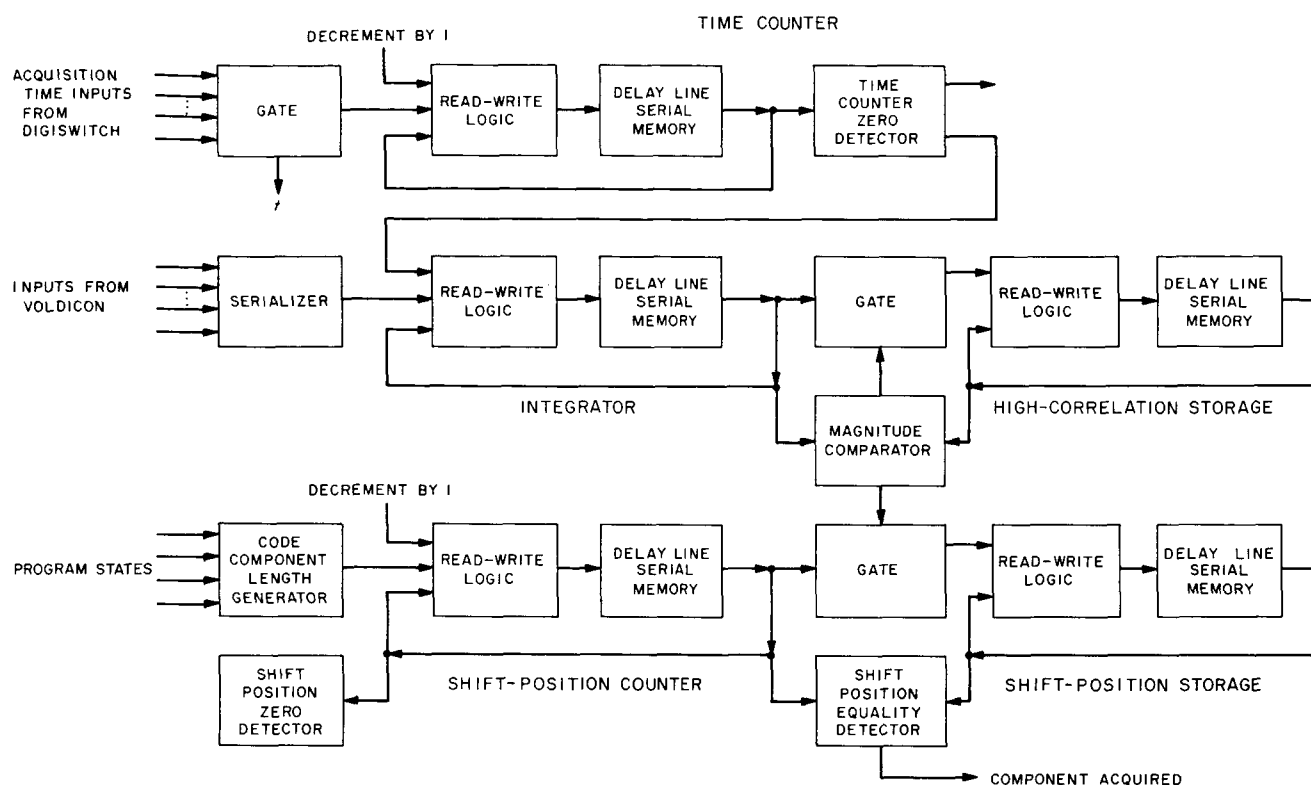 TIME COUNTER
DECREMENT BY 1
ACQUISITION
TIME INPUTS
FROM
DIGISWITCH
GATE
READ-WRITE
LOGIC
DELAY LINE
SERIAL
MEMORY
TIME
COUNTER
ZERO
DETECTOR
t
INPUTS FROM
VOLDICON
SERIALIZER
READ-WRITE
LOGIC
DELAY LINE
SERIAL
MEMORY
GATE
READ-WRITE
LOGIC
DELAY LINE
SERIAL
MEMORY
INTEGRATOR
MAGNITUDE
COMPARATOR
HIGH-CORRELATION STORAGE
DECREMENT BY 1
PROGRAM STATES
CODE
COMPONENT
LENGTH
GENERATOR
READ-WRITE
LOGIC
DELAY LINE
SERIAL
MEMORY
GATE
READ-WRITE
LOGIC
DELAY LINE
SERIAL
MEMORY
SHIFT
POSITION
ZERO
DETECTOR
SHIFT-POSITION COUNTER
SHIFT
POSITION
EQUALITY
DETECTOR
SHIFT-POSITION STORAGE
COMPONENT ACQUIRED